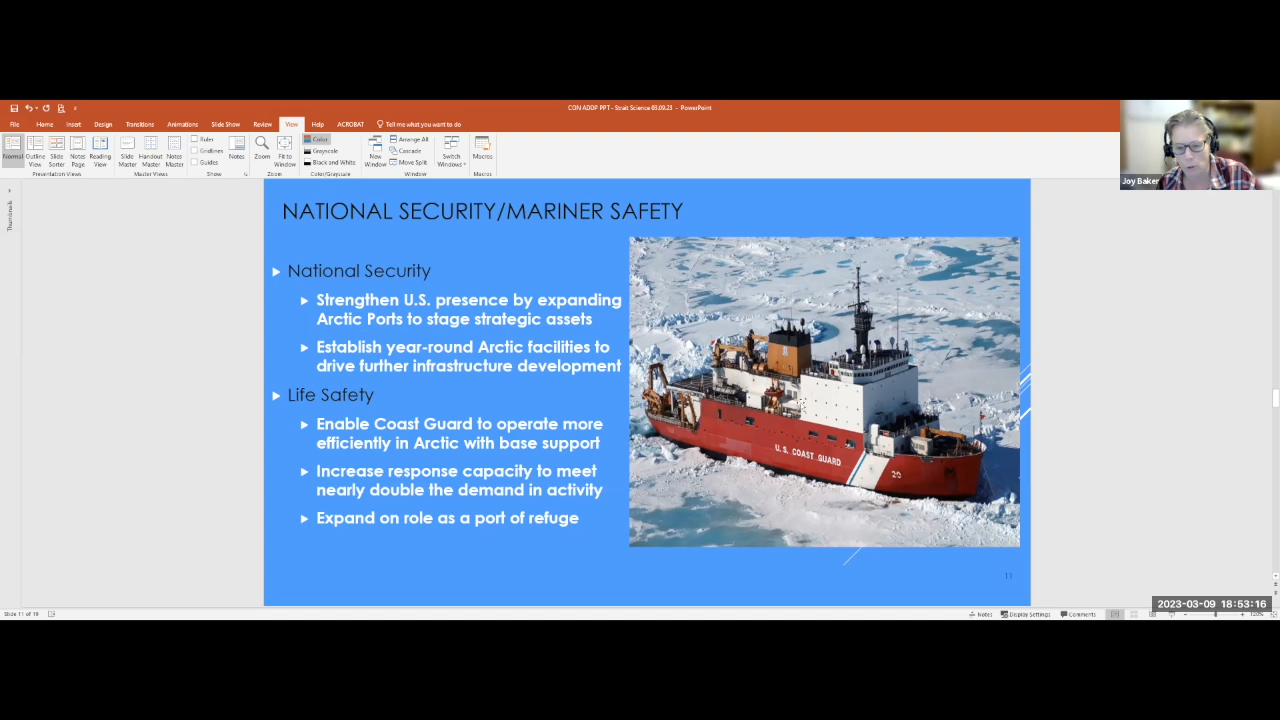 CON ADDP PPT - Strait Science 03.09.23 - PowerPoint
File Home Insert Design Transitions Animations Slide Show Review View Help ACROBAT Tell me what you want to do
Normal Outline View Slide Sorter Notes Page Reading View
Presentation Views
Slide Master Handout Master Notes Master
Master Views
Ruler
Gridlines
Guides
Notes
Show
Zoom Fit to Window
Zoom
Color
Grayscale
Black and White
Color/Grayscale
New Window
Arrange All
Cascade
Move Split
Switch Windows
Window
Macros
Macros
Joy Baker
Thumbnails
NATIONAL SECURITY/MARINER SAFETY
National Security
Strengthen U.S. presence by expanding
Arctic Ports to stage strategic assets
Establish year-round Arctic facilities to
drive further infrastructure development
Life Safety
Enable Coast Guard to operate more
efficiently in Arctic with base support
Increase response capacity to meet
nearly double the demand in activity
Expand on role as a port of refuge
U.S. COAST GUARD
20
11
2023-03-09 18:53:16
Slide 11 of 19
Notes Display Settings Comments